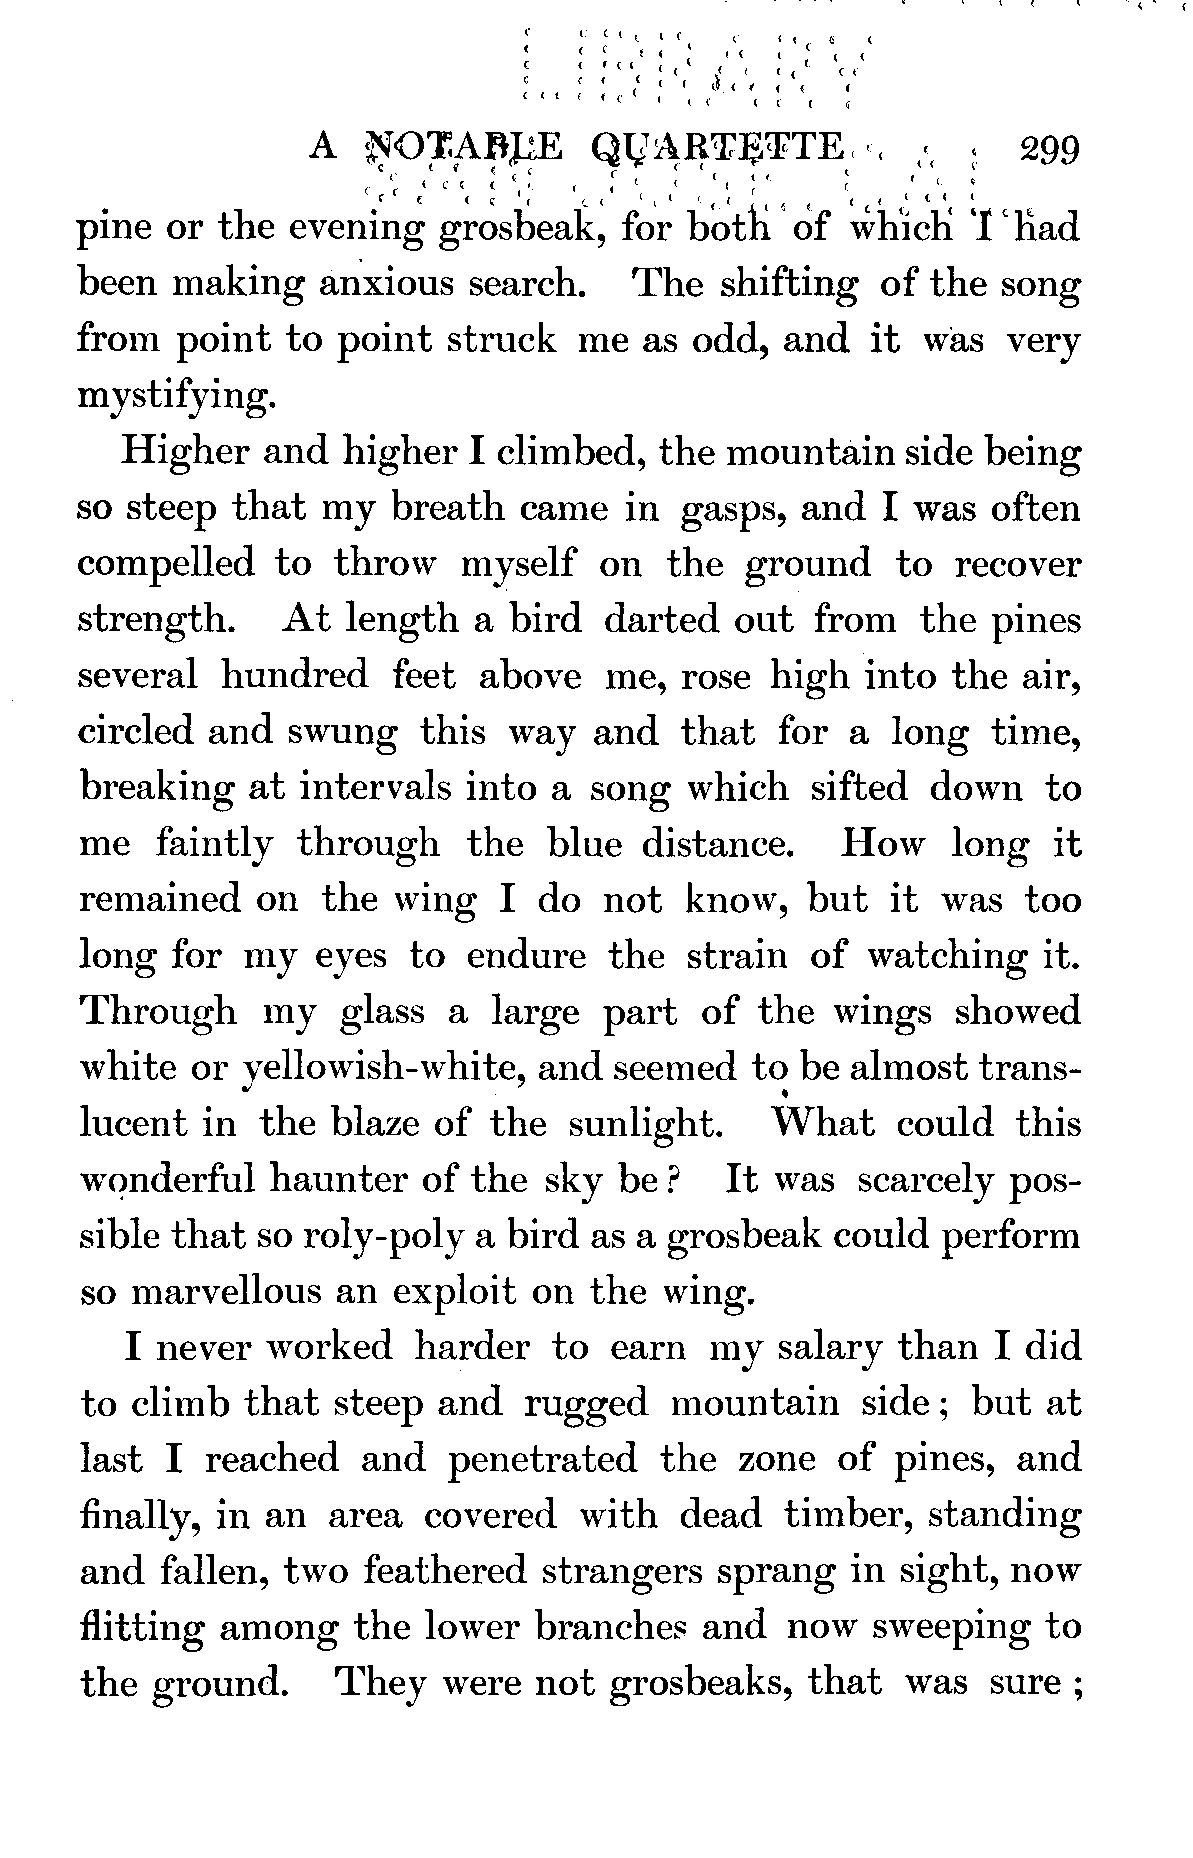 LIBRARY
A NOTABLE QUARTETTE 299
pine or the evening grosbeak, for both of which I had
been making anxious search. The shifting of the song
from point to point struck me as odd, and it was very
mystifying.
Higher and higher I climbed, the mountain side being
so steep that my breath came in gasps, and I was often
compelled to throw myself on the ground to recover
strength. At length a bird darted out from the pines
several hundred feet above me, rose high into the air,
circled and swung this way and that for a long time,
breaking at intervals into a song which sifted down to
me faintly through the blue distance. How long it
remained on the wing I do not know, but it was too
long for my eyes to endure the strain of watching it.
Through my glass a large part of the wings showed
white or yellowish-white, and seemed to be almost trans-
lucent in the blaze of the sunlight. What could this
wonderful haunter of the sky be? It was scarcely pos-
sible that so roly-poly a bird as a grosbeak could perform
so marvellous an exploit on the wing.
I never worked harder to earn my salary than I did
to climb that steep and rugged mountain side; but at
last I reached and penetrated the zone of pines, and
finally, in an area covered with dead timber, standing
and fallen, two feathered strangers sprang in sight, now
flitting among the lower branches and now sweeping to
the ground. They were not grosbeaks, that was sure;